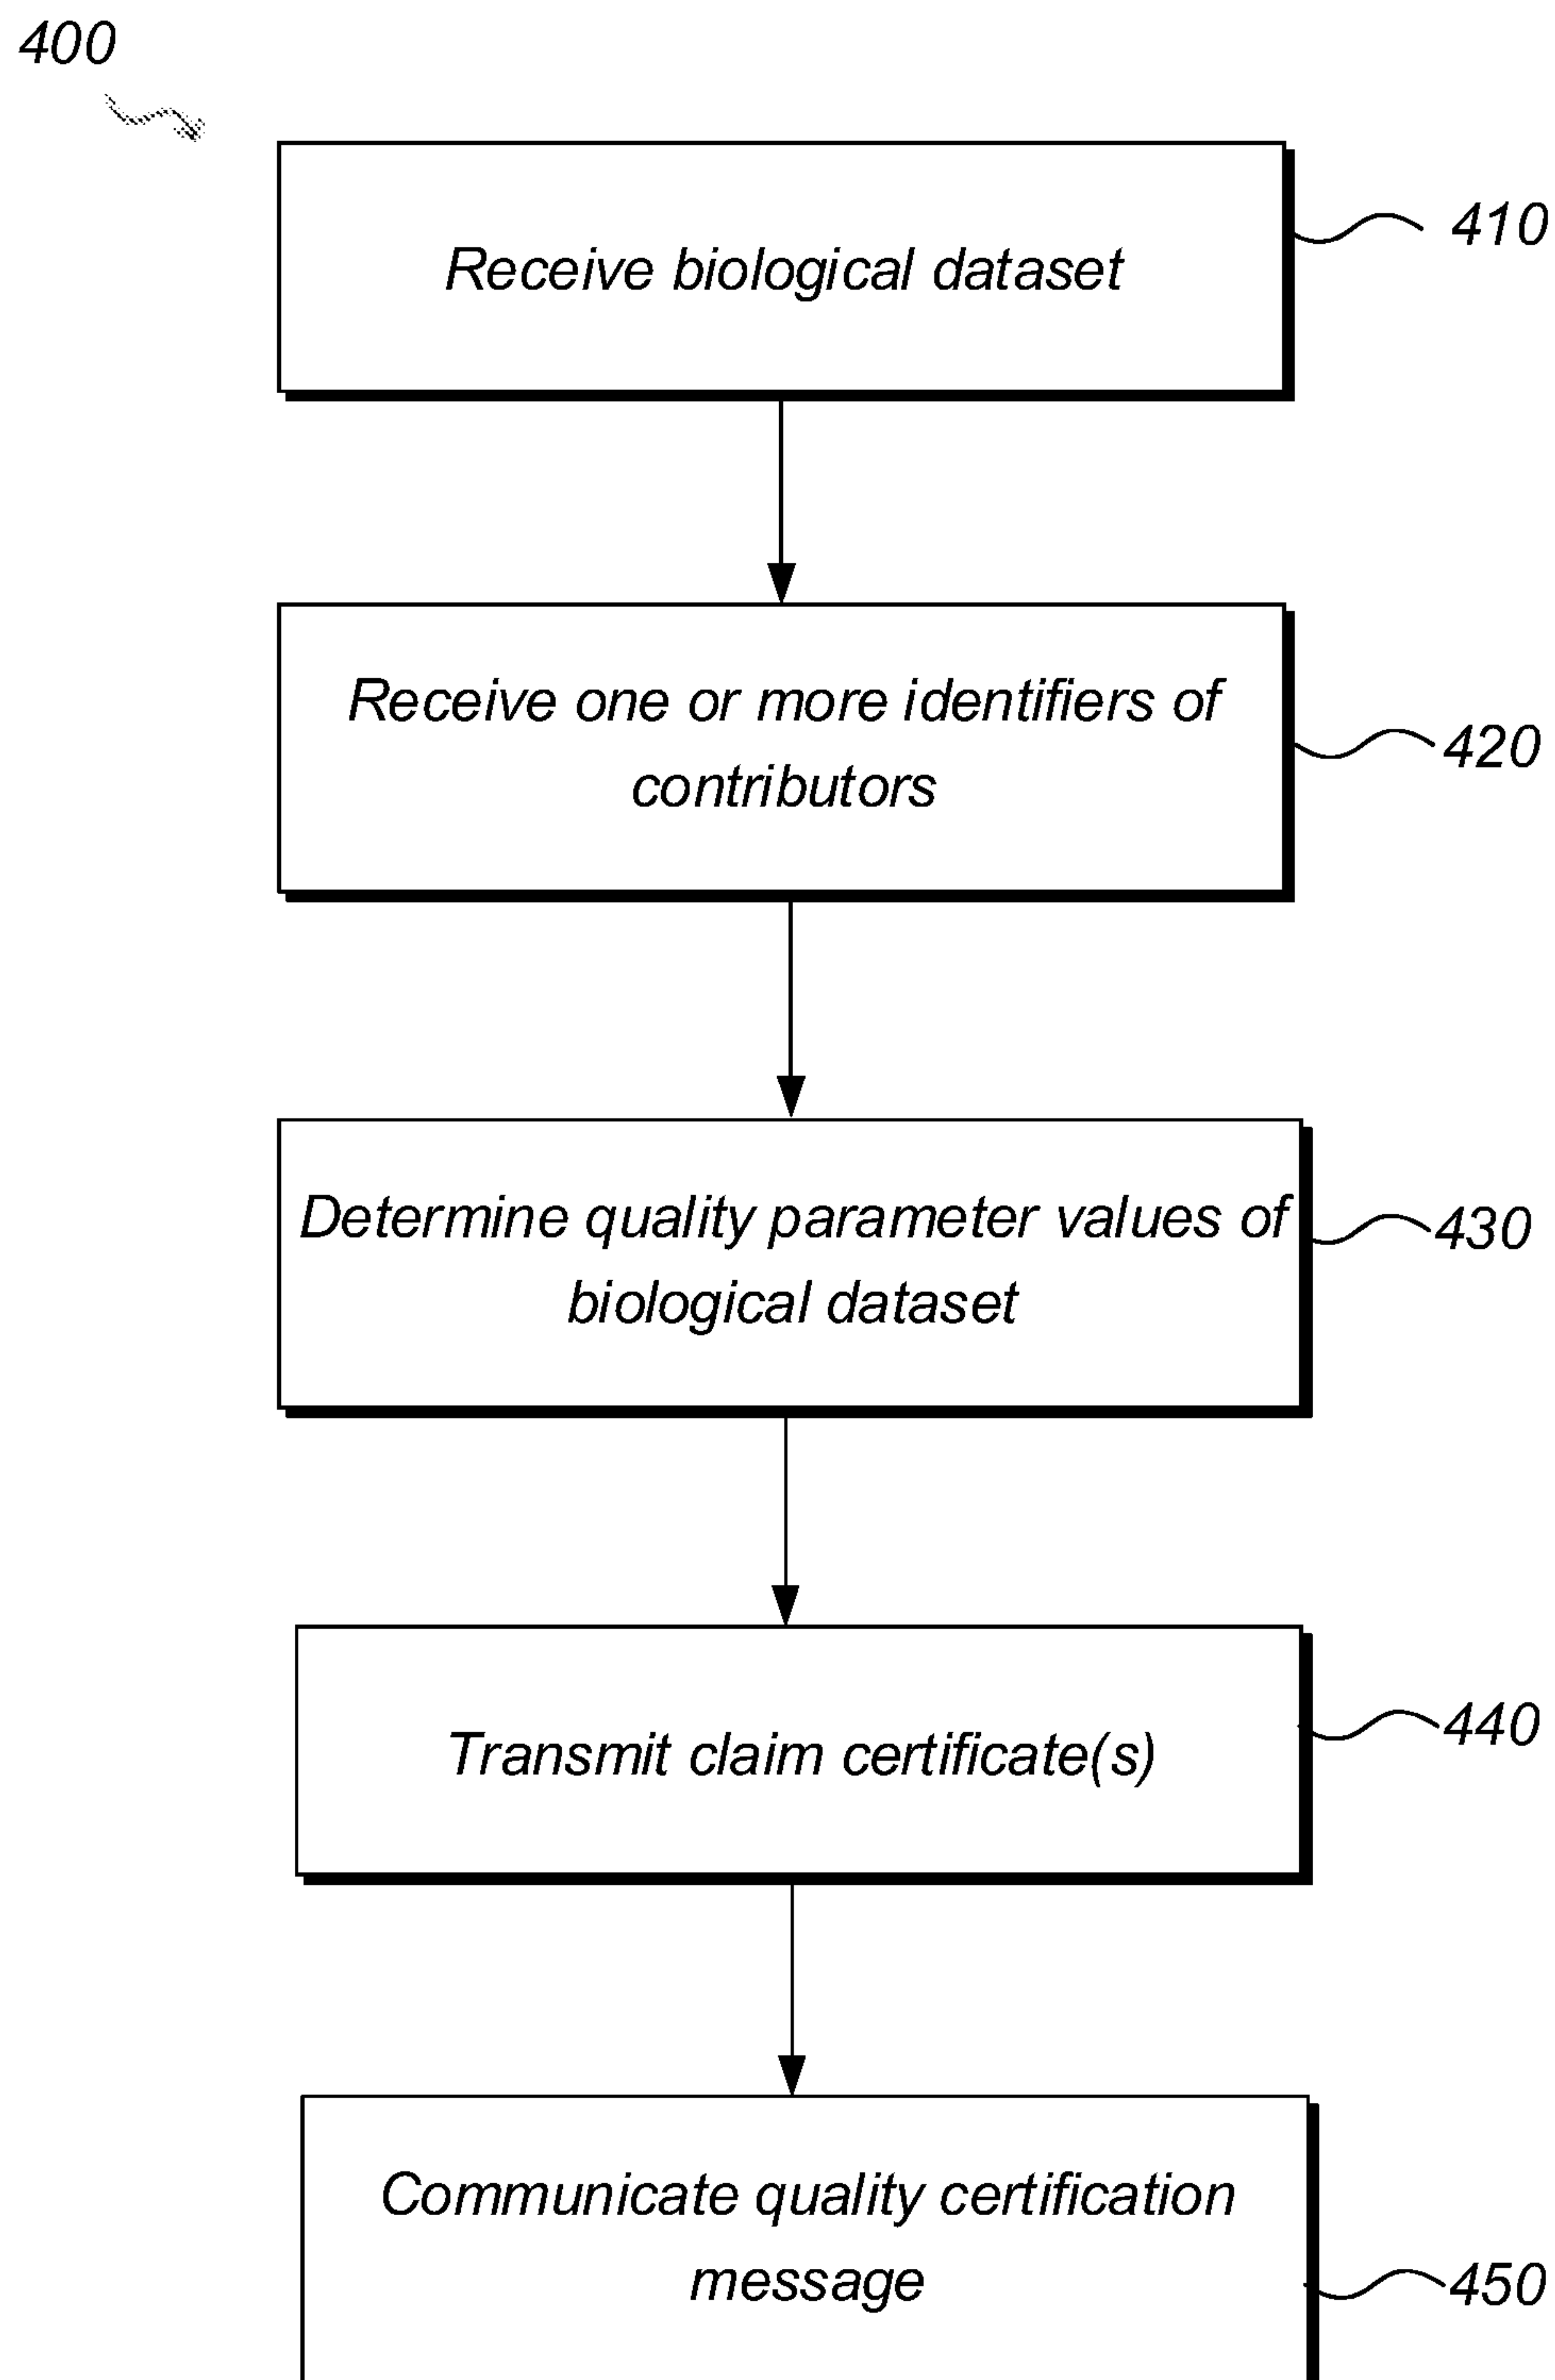 400
Receive biological dataset
410
Receive one or more identifiers of
contributors
420
Determine quality parameter values of
biological dataset
430
Transmit claim certificate(s)
440
Communicate quality certification
message
450